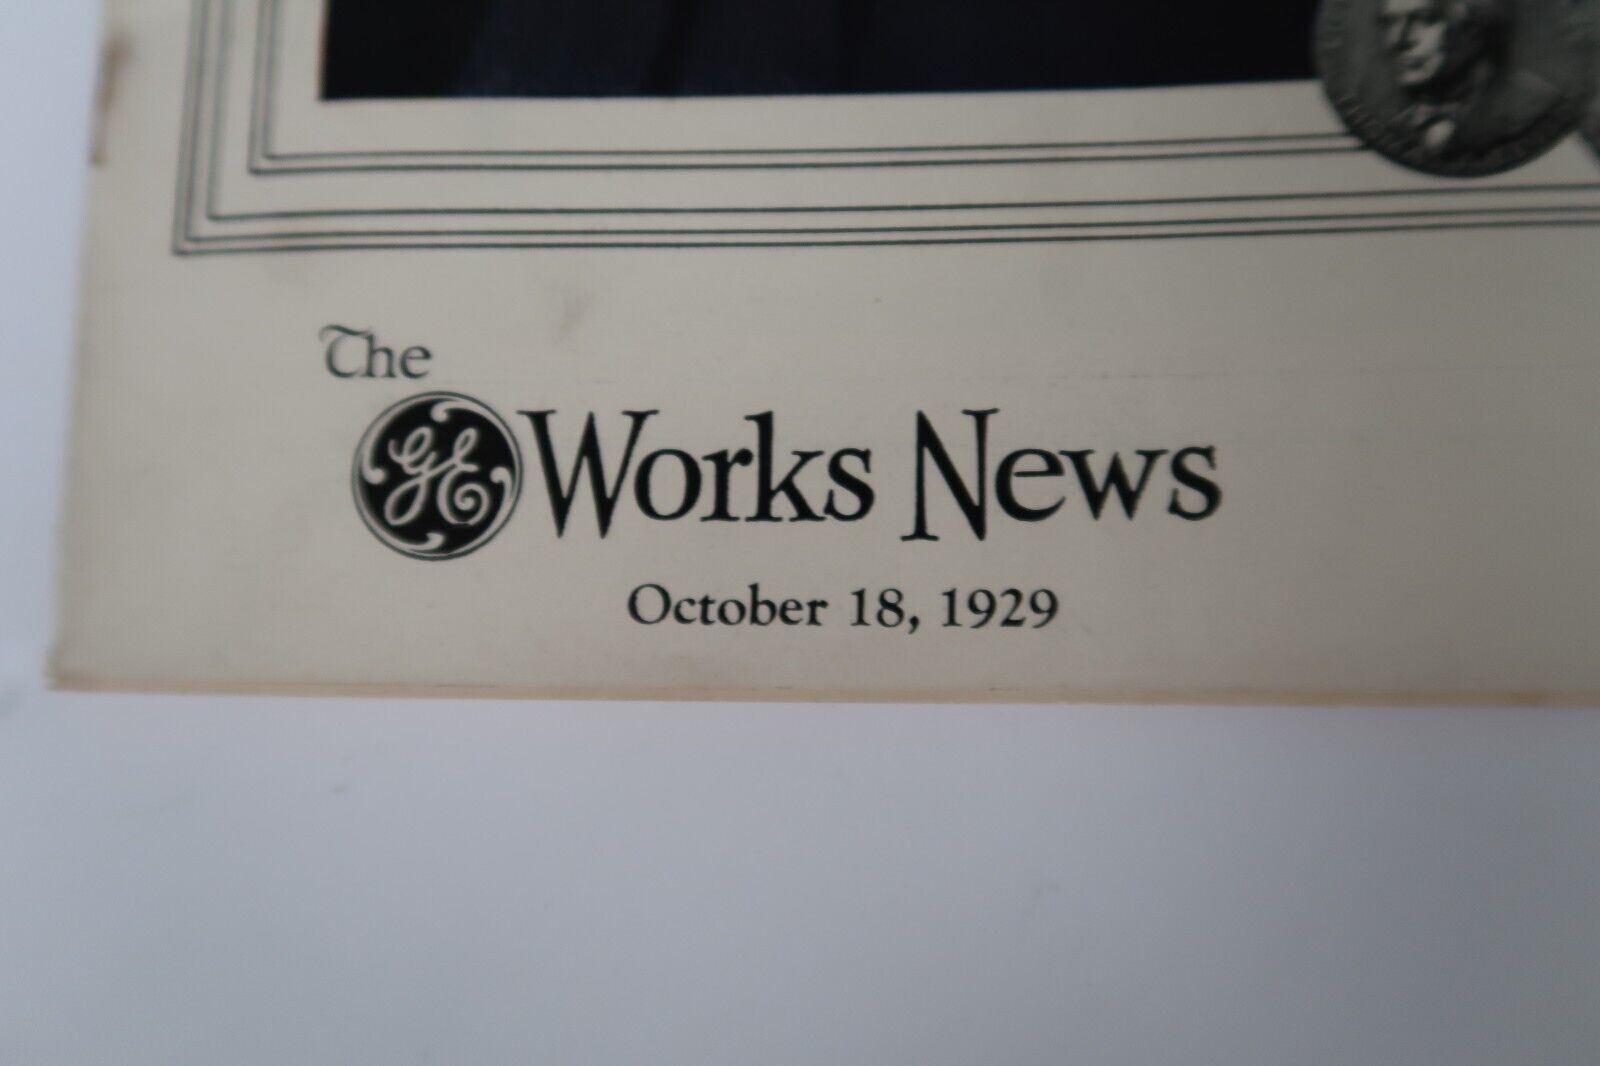 The
GE Works News
October 18, 1929